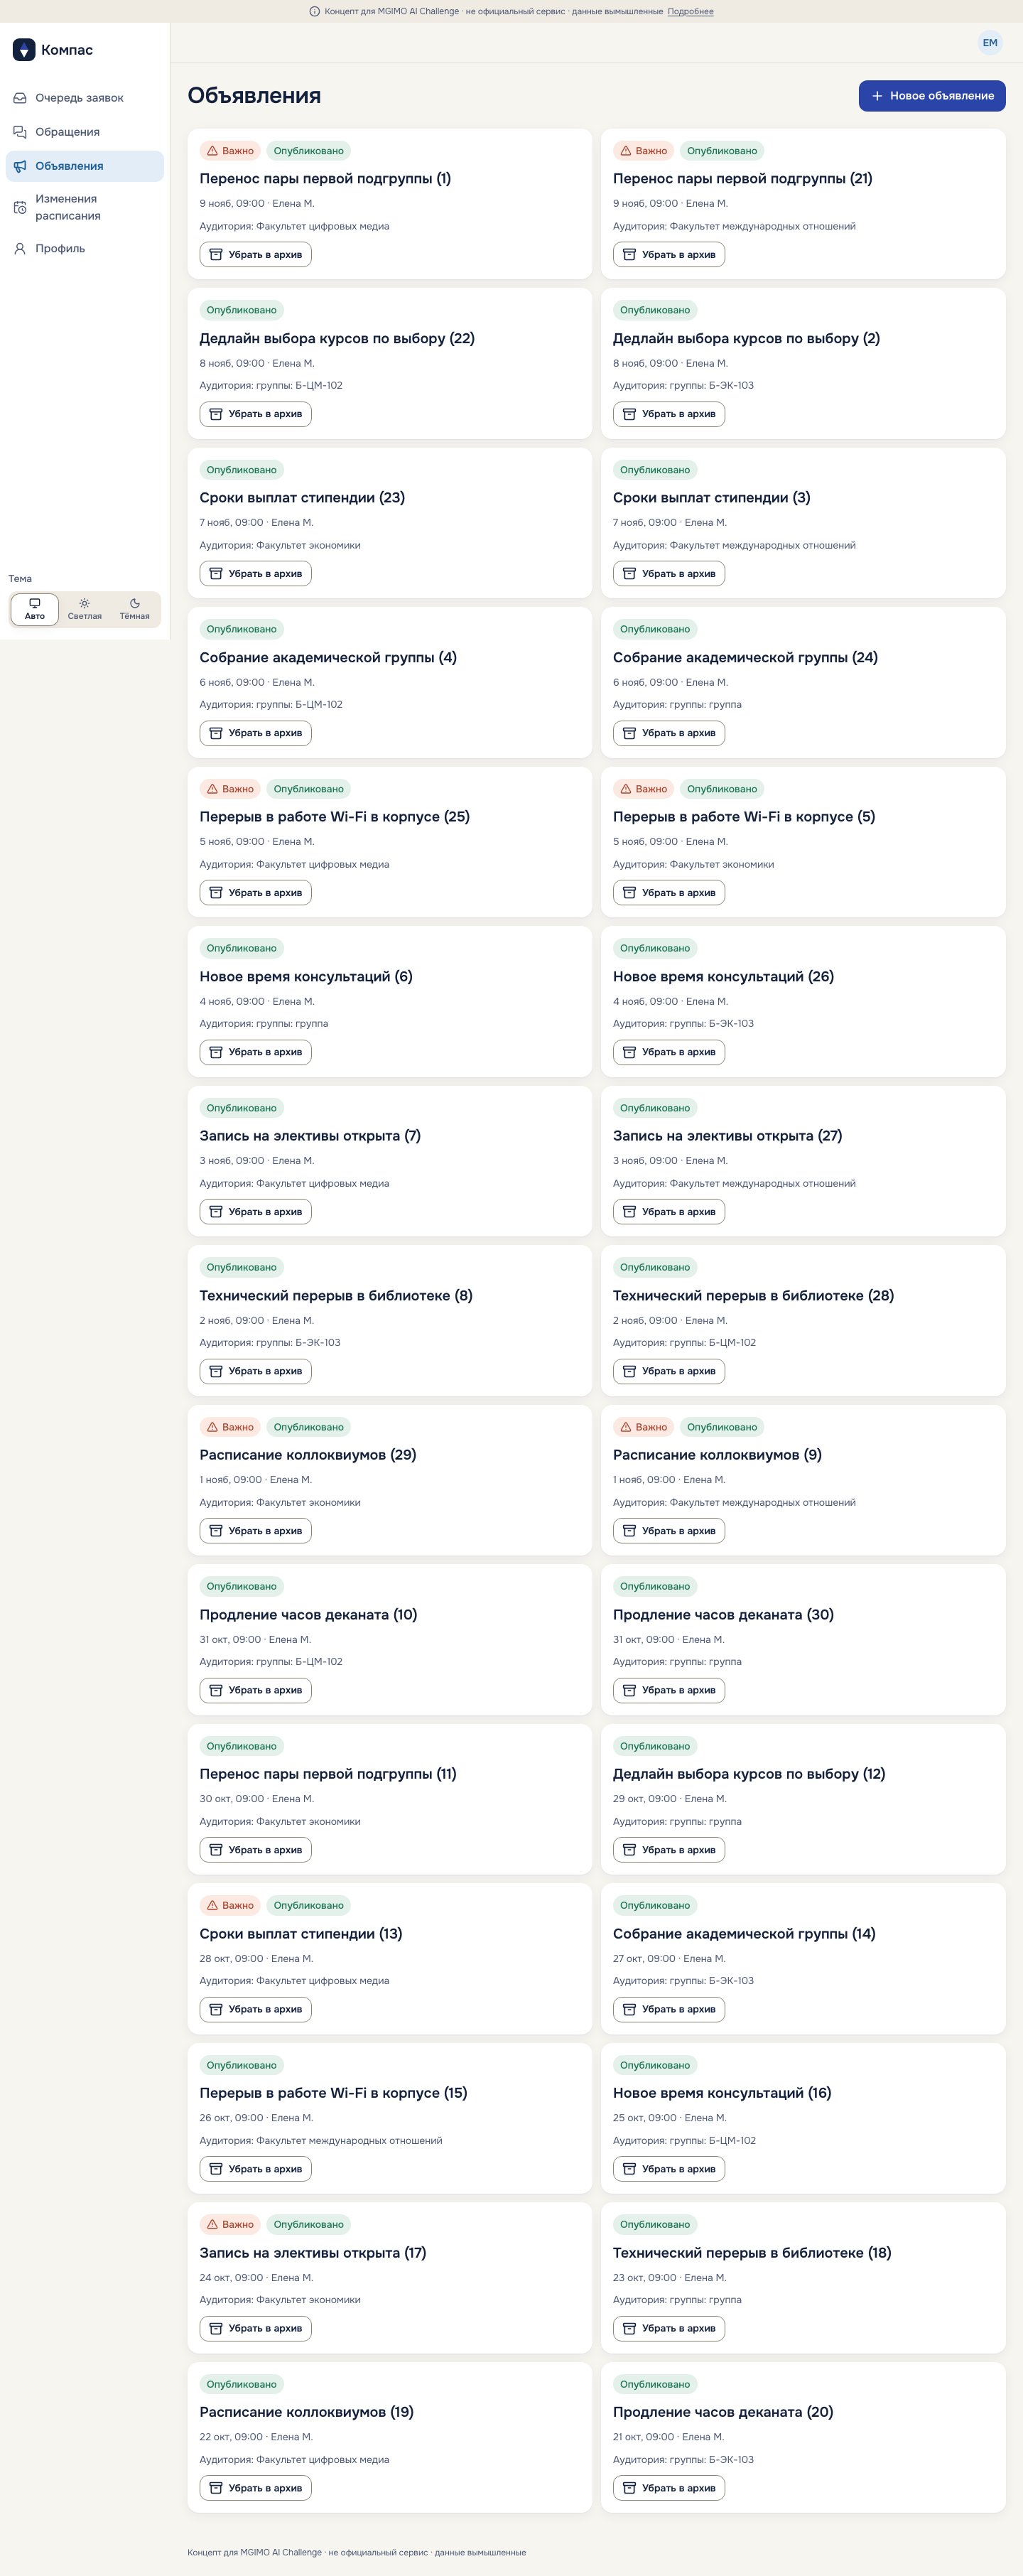 Концепт для MGIMO AI Challenge · не официальный сервис · данные вымышленные Подробнее
Компас
Очередь заявок
Обращения
Объявления
Изменения
расписания
Профиль
Тема
Авто
Светлая
Тёмная
ЕМ
Объявления
Новое объявление
Важно
Опубликовано
Перенос пары первой подгруппы (1)
9 нояб, 09:00 · Елена М.
Аудитория: Факультет цифровых медиа
Убрать в архив
Важно
Опубликовано
Перенос пары первой подгруппы (21)
9 нояб, 09:00 · Елена М.
Аудитория: Факультет международных отношений
Убрать в архив
Опубликовано
Дедлайн выбора курсов по выбору (22)
8 нояб, 09:00 · Елена М.
Аудитория: группы: Б-ЦМ-102
Убрать в архив
Опубликовано
Дедлайн выбора курсов по выбору (2)
8 нояб, 09:00 · Елена М.
Аудитория: группы: Б-ЭК-103
Убрать в архив
Опубликовано
Сроки выплат стипендии (23)
7 нояб, 09:00 · Елена М.
Аудитория: Факультет экономики
Убрать в архив
Опубликовано
Сроки выплат стипендии (3)
7 нояб, 09:00 · Елена М.
Аудитория: Факультет международных отношений
Убрать в архив
Опубликовано
Собрание академической группы (4)
6 нояб, 09:00 · Елена М.
Аудитория: группы: Б-ЦМ-102
Убрать в архив
Опубликовано
Собрание академической группы (24)
6 нояб, 09:00 · Елена М.
Аудитория: группы: группа
Убрать в архив
Важно
Опубликовано
Перерыв в работе Wi-Fi в корпусе (25)
5 нояб, 09:00 · Елена М.
Аудитория: Факультет цифровых медиа
Убрать в архив
Важно
Опубликовано
Перерыв в работе Wi-Fi в корпусе (5)
5 нояб, 09:00 · Елена М.
Аудитория: Факультет экономики
Убрать в архив
Опубликовано
Новое время консультаций (6)
4 нояб, 09:00 · Елена М.
Аудитория: группы: группа
Убрать в архив
Опубликовано
Новое время консультаций (26)
4 нояб, 09:00 · Елена М.
Аудитория: группы: Б-ЭК-103
Убрать в архив
Опубликовано
Запись на элективы открыта (7)
3 нояб, 09:00 · Елена М.
Аудитория: Факультет цифровых медиа
Убрать в архив
Опубликовано
Запись на элективы открыта (27)
3 нояб, 09:00 · Елена М.
Аудитория: Факультет международных отношений
Убрать в архив
Опубликовано
Технический перерыв в библиотеке (8)
2 нояб, 09:00 · Елена М.
Аудитория: группы: Б-ЭК-103
Убрать в архив
Опубликовано
Технический перерыв в библиотеке (28)
2 нояб, 09:00 · Елена М.
Аудитория: группы: Б-ЦМ-102
Убрать в архив
Важно
Опубликовано
Расписание коллоквиумов (29)
1 нояб, 09:00 · Елена М.
Аудитория: Факультет экономики
Убрать в архив
Важно
Опубликовано
Расписание коллоквиумов (9)
1 нояб, 09:00 · Елена М.
Аудитория: Факультет международных отношений
Убрать в архив
Опубликовано
Продление часов деканата (10)
31 окт, 09:00 · Елена М.
Аудитория: группы: Б-ЦМ-102
Убрать в архив
Опубликовано
Продление часов деканата (30)
31 окт, 09:00 · Елена М.
Аудитория: группы: группа
Убрать в архив
Опубликовано
Перенос пары первой подгруппы (11)
30 окт, 09:00 · Елена М.
Аудитория: Факультет экономики
Убрать в архив
Опубликовано
Дедлайн выбора курсов по выбору (12)
29 окт, 09:00 · Елена М.
Аудитория: группы: группа
Убрать в архив
Важно
Опубликовано
Сроки выплат стипендии (13)
28 окт, 09:00 · Елена М.
Аудитория: Факультет цифровых медиа
Убрать в архив
Опубликовано
Собрание академической группы (14)
27 окт, 09:00 · Елена М.
Аудитория: группы: Б-ЭК-103
Убрать в архив
Опубликовано
Перерыв в работе Wi-Fi в корпусе (15)
26 окт, 09:00 · Елена М.
Аудитория: Факультет международных отношений
Убрать в архив
Опубликовано
Новое время консультаций (16)
25 окт, 09:00 · Елена М.
Аудитория: группы: Б-ЦМ-102
Убрать в архив
Важно
Опубликовано
Запись на элективы открыта (17)
24 окт, 09:00 · Елена М.
Аудитория: Факультет экономики
Убрать в архив
Опубликовано
Технический перерыв в библиотеке (18)
23 окт, 09:00 · Елена М.
Аудитория: группы: группа
Убрать в архив
Опубликовано
Расписание коллоквиумов (19)
22 окт, 09:00 · Елена М.
Аудитория: Факультет цифровых медиа
Убрать в архив
Опубликовано
Продление часов деканата (20)
21 окт, 09:00 · Елена М.
Аудитория: группы: Б-ЭК-103
Убрать в архив
Концепт для MGIMO AI Challenge · не официальный сервис · данные вымышленные